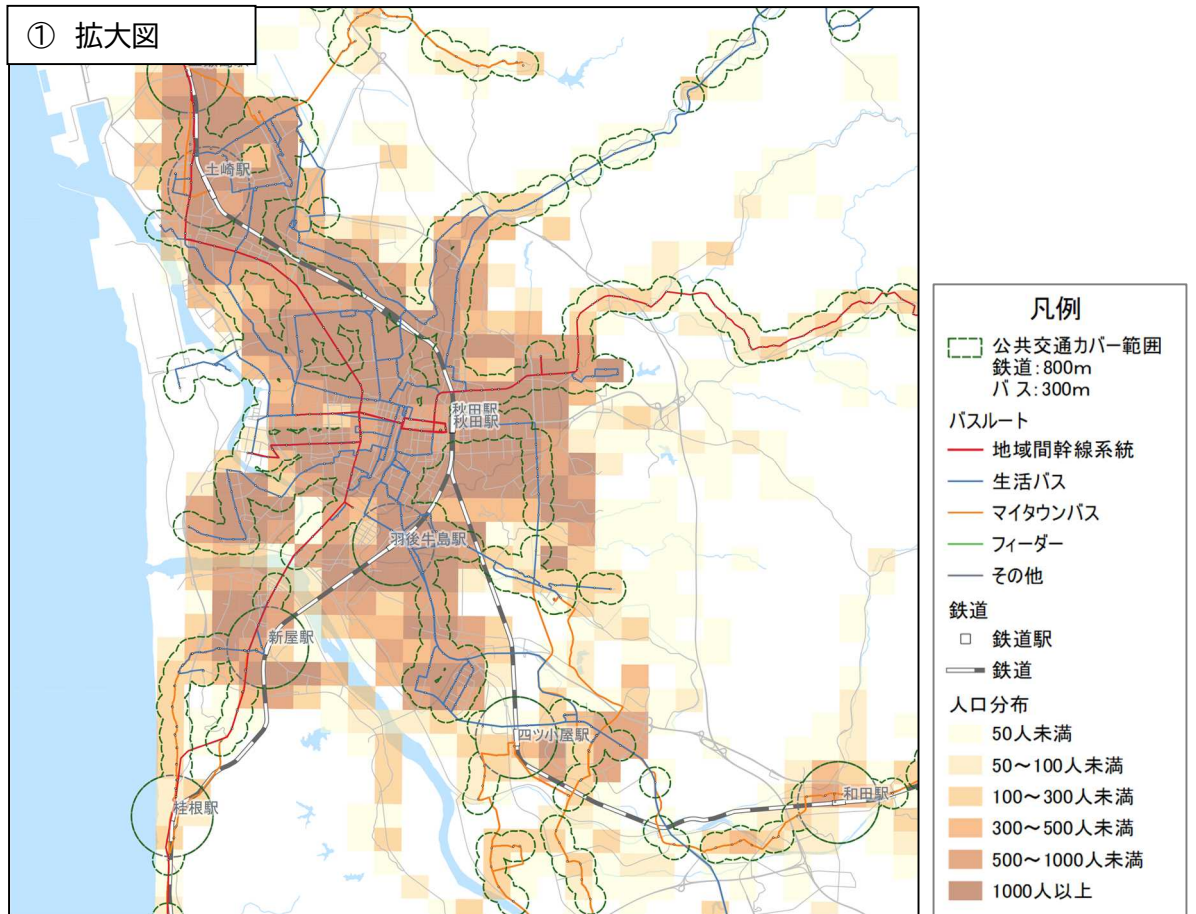 ① 拡大図
土崎駅
秋田駅
秋田駅
羽後牛島駅
新屋駅
四ツ小屋駅
桂根駅
和田駅
凡例
公共交通カバー範囲
鉄道:800m
バス:300m
バスルート
地域間幹線系統
生活バス
マイタウンバス
フィーダー
その他
鉄道
鉄道駅
鉄道
人口分布
50人未満
50~100人未満
100~300人未満
300~500人未満
500~1000人未満
1000人以上